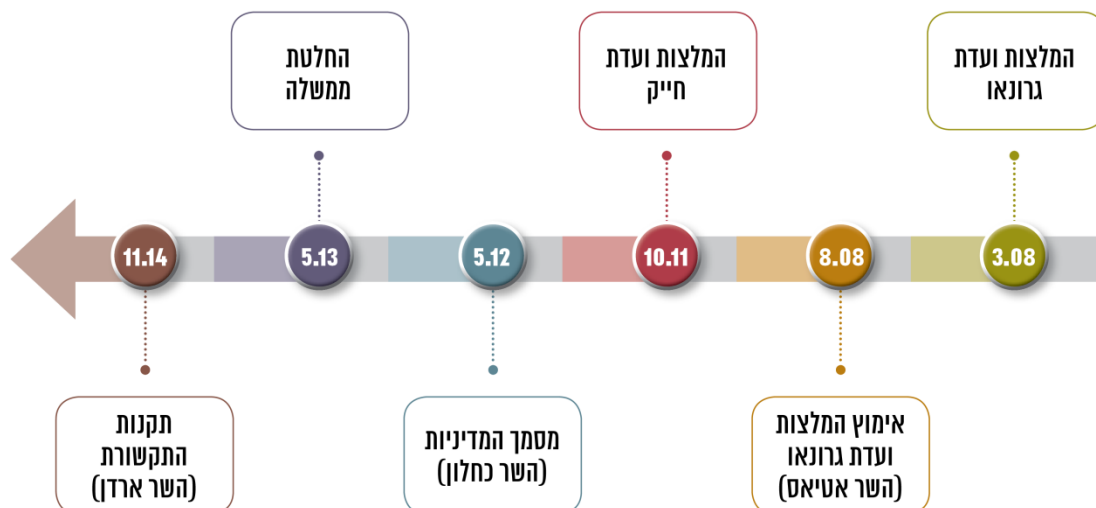 המלצות ועדת
גרונאו
3.08
8.08
אימוץ המלצות
ועדת גרונאו
(השר אטיאס)
המלצות ועדת
חייק
10.11
5.12
מסמך המדיניות
(השר כחלון)
החלטת
ממשלה
5.13
11.14
תקנות
התקשורת
(השר ארדן)